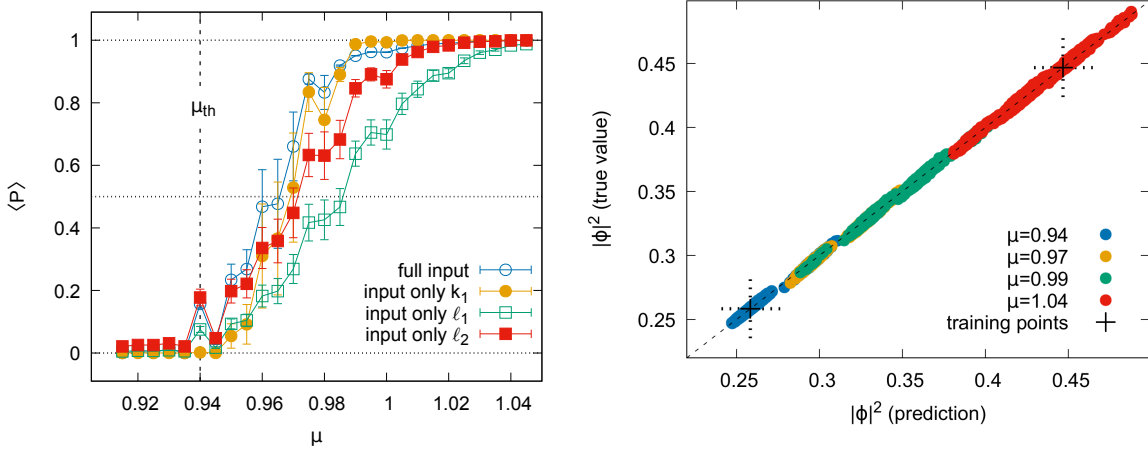 1
0.8
0.6
0.4
0.2
0
⟨P⟩
μth
full input
input only k1
input only ℓ1
input only ℓ2
0.92 0.94 0.96 0.98 1 1.02 1.04
μ
0.45
0.4
0.35
0.3
0.25
|ϕ|² (true value)
μ=0.94
μ=0.97
μ=0.99
μ=1.04
training points
0.25 0.3 0.35 0.4 0.45
|ϕ|² (prediction)